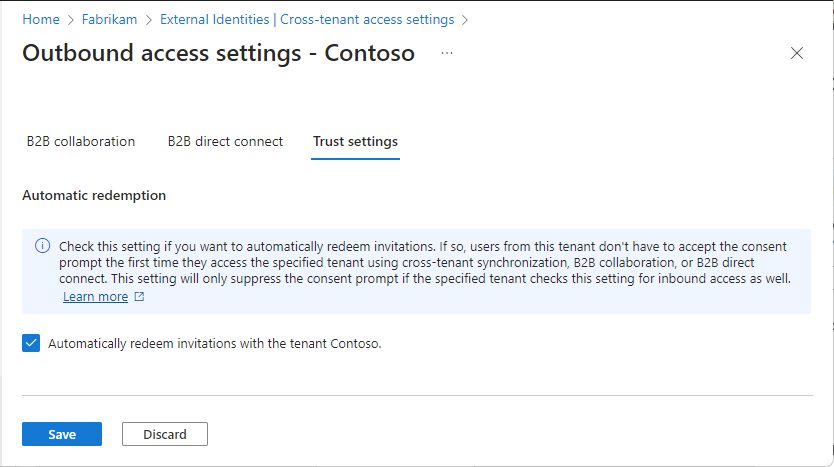 Home > Fabrikam > External Identities | Cross-tenant access settings >
Outbound access settings - Contoso ...
B2B collaboration B2B direct connect Trust settings
Automatic redemption
Check this setting if you want to automatically redeem invitations. If so, users from this tenant don't have to accept the consent
prompt the first time they access the specified tenant using cross-tenant synchronization, B2B collaboration, or B2B direct
connect. This setting will only suppress the consent prompt if the specified tenant checks this setting for inbound access as well.
Learn more
Automatically redeem invitations with the tenant Contoso.
Save Discard